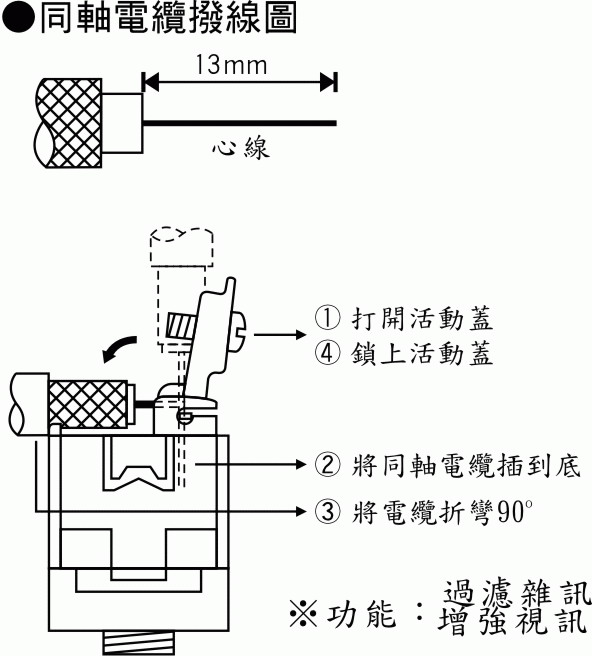 ●同軸電纜撥線圖
13mm
心線
① 打開活動蓋
④ 鎖上活動蓋
② 將同軸電纜插到底
③ 將電纜折彎90°
※功能：過濾雜訊
增強視訊